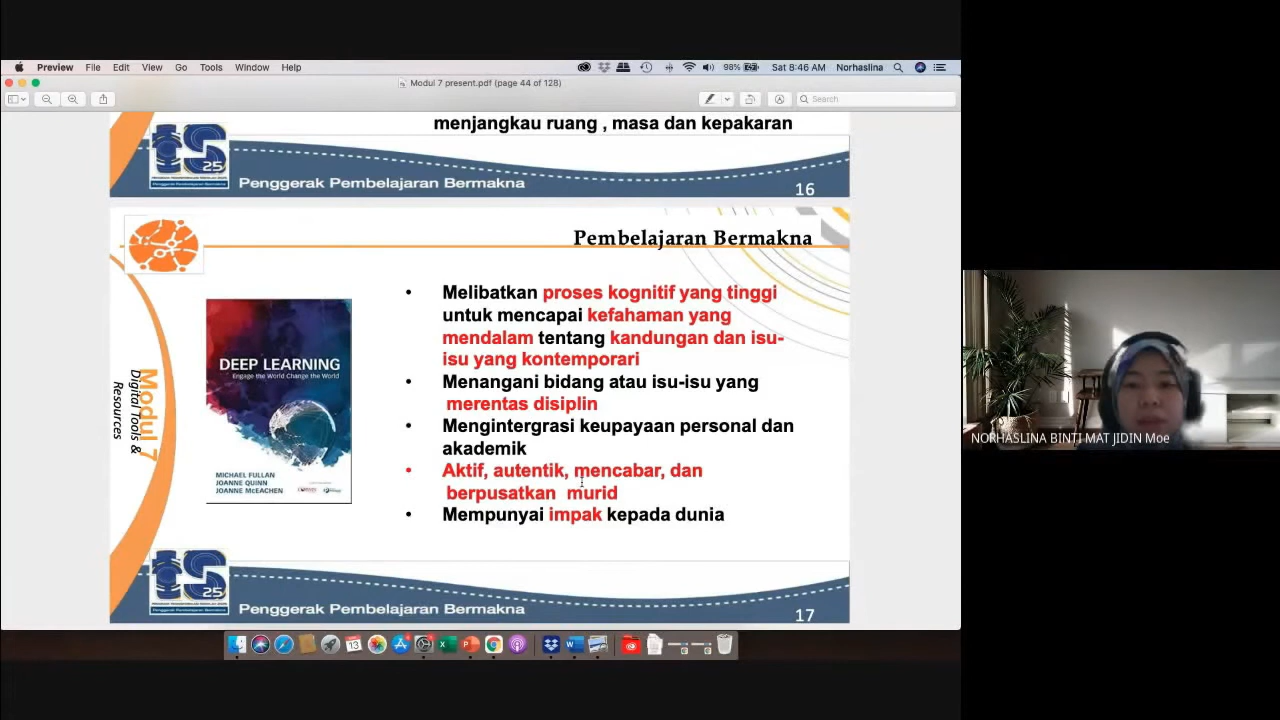 Preview File Edit View Go Tools Window Help 98% Sat 8:46 AM Norhaslina
Modul 7 present.pdf (page 44 of 128)
Search
menjangkau ruang , masa dan kepakaran
tS
25
Penggerak Pembelajaran Bermakna
16
Pembelajaran Bermakna
• Melibatkan proses kognitif yang tinggi
untuk mencapai kefahaman yang
mendalam tentang kandungan dan isu-
isu yang kontemporari
• Menangani bidang atau isu-isu yang
merentas disiplin
• Mengintergrasi keupayaan personal dan
akademik
• Aktif, autentik, mencabar, dan
berpusatkan murid
• Mempunyai impak kepada dunia
DEEP LEARNING
Engage the World Change the World
MICHAEL FULLAN
JOANNE QUINN
JOANNE McEACHEN
Modul 7
Digital Tools &
Resources
tS
25
Penggerak Pembelajaran Bermakna
17
13
NORHASLINA BINTI MAT JIDIN Moe